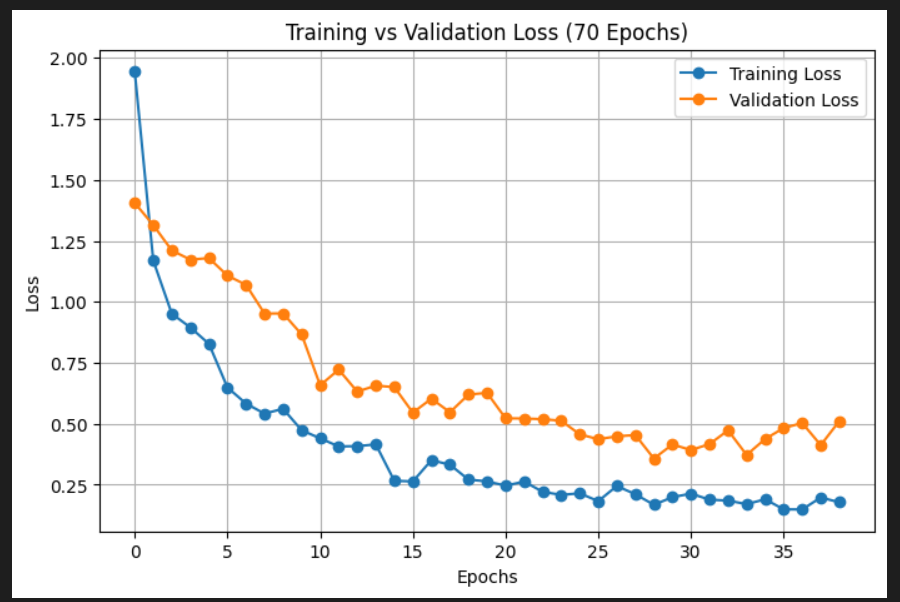 Training vs Validation Loss (70 Epochs)
Training Loss
Validation Loss
2.00
1.75
1.50
1.25
1.00
0.75
0.50
0.25
Loss
0 5 10 15 20 25 30 35
Epochs